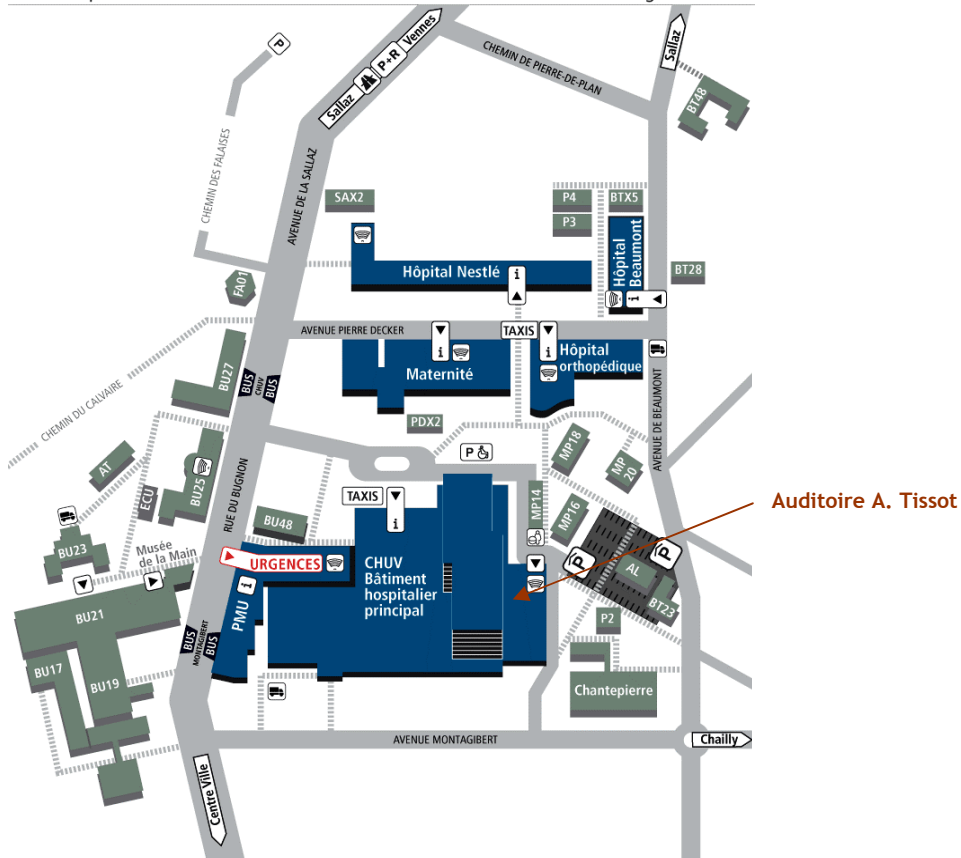 Sallaz
P+R
Vennes
Sallaz
P
CHEMIN DE PIERRE-DE-PLAN
BT48
CHEMIN DES FALAISES
AVENUE DE LA SALLAZ
SAX2
P4
BTX5
P3
Hôpital
Beaumont
Hôpital Nestlé
i
i
BT28
FA01
AVENUE PIERRE DECKER
TAXIS
i
i
Hôpital
orthopédique
Maternité
BU27
BUS
CHUV
BUS
CHEMIN DU CALVAIRE
AVENUE DE BEAUMONT
PDX2
P
MP18
MP
20
AT
BU25
ECU
RUE DU BUGNON
TAXIS
i
MP14
MP16
Auditoire A. Tissot
BU48
BU23
Musée
de la Main
URGENCES
P
P
CHUV
Bâtiment
hospitalier
principal
AL
BT23
PMU
i
BU21
P2
BUS
MONTAGIBERT
BUS
BU17
BU19
Chantepierre
AVENUE MONTAGIBERT
Chailly
Centre Ville